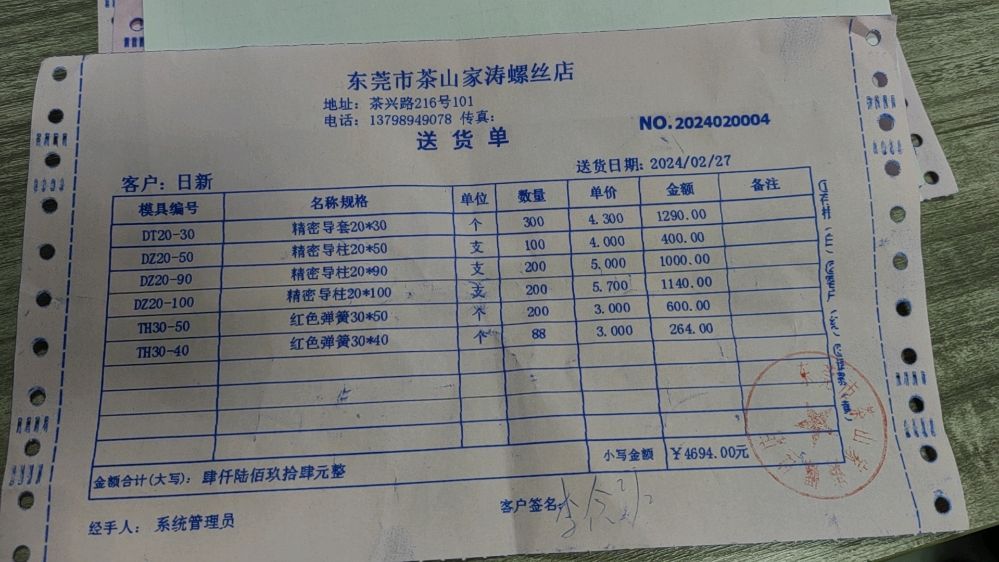 东莞市茶山家涛螺丝店
地址：茶兴路216号101
电话：13798949078 传真：
NO.2024020004
送货单
送货日期：2024/02/27
客户：日新
模具编号 名称规格 单位 数量 单价 金额 备注
DT20-30 精密导套20*30 个 300 4.300 1290.00
DZ20-50 精密导柱20*50 支 100 4.000 400.00
DZ20-90 精密导柱20*90 支 200 5.000 1000.00
DZ20-100 精密导柱20*100 支 200 5.700 1140.00
TH30-50 红色弹簧30*50 个 200 3.000 600.00
TH30-40 红色弹簧30*40 个 88 3.000 264.00
金额合计(大写)：肆仟陆佰玖拾肆元整 小写金额 ¥4694.00元
经手人：系统管理员 客户签名：